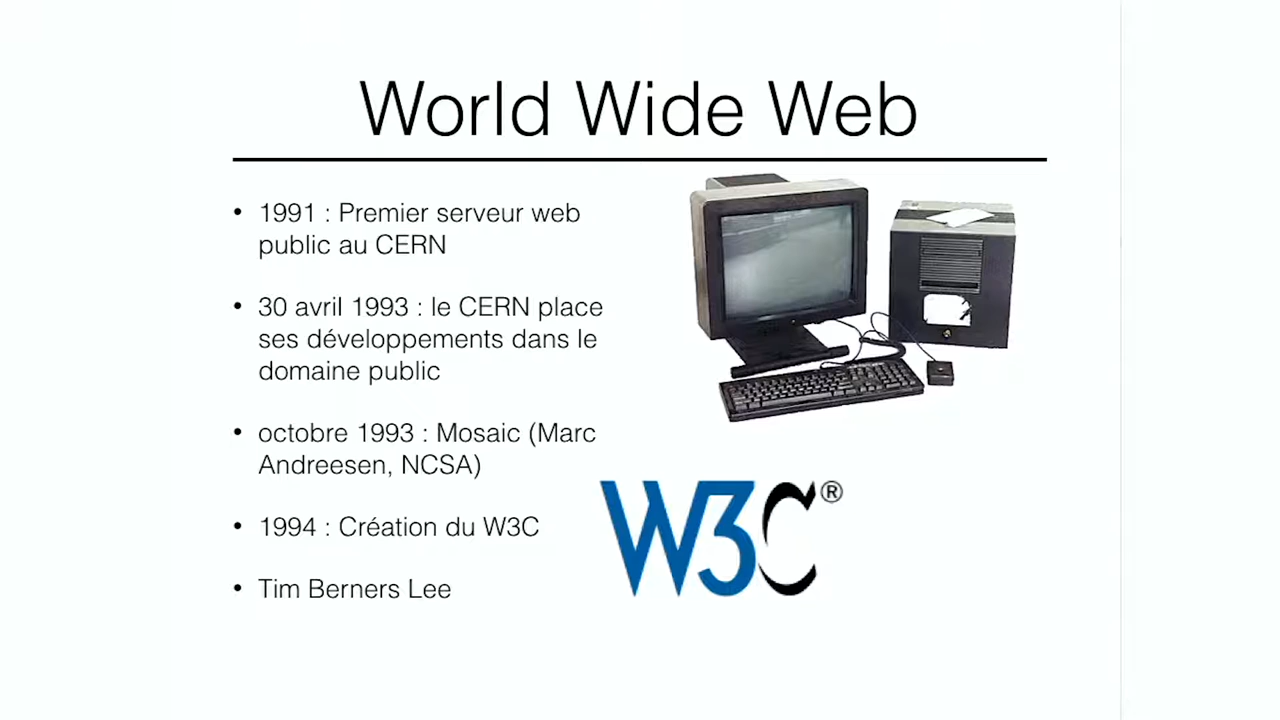 World Wide Web
• 1991 : Premier serveur web
public au CERN
• 30 avril 1993 : le CERN place
ses développements dans le
domaine public
• octobre 1993 : Mosaic (Marc
Andreesen, NCSA)
• 1994 : Création du W3C
• Tim Berners Lee
W3C®